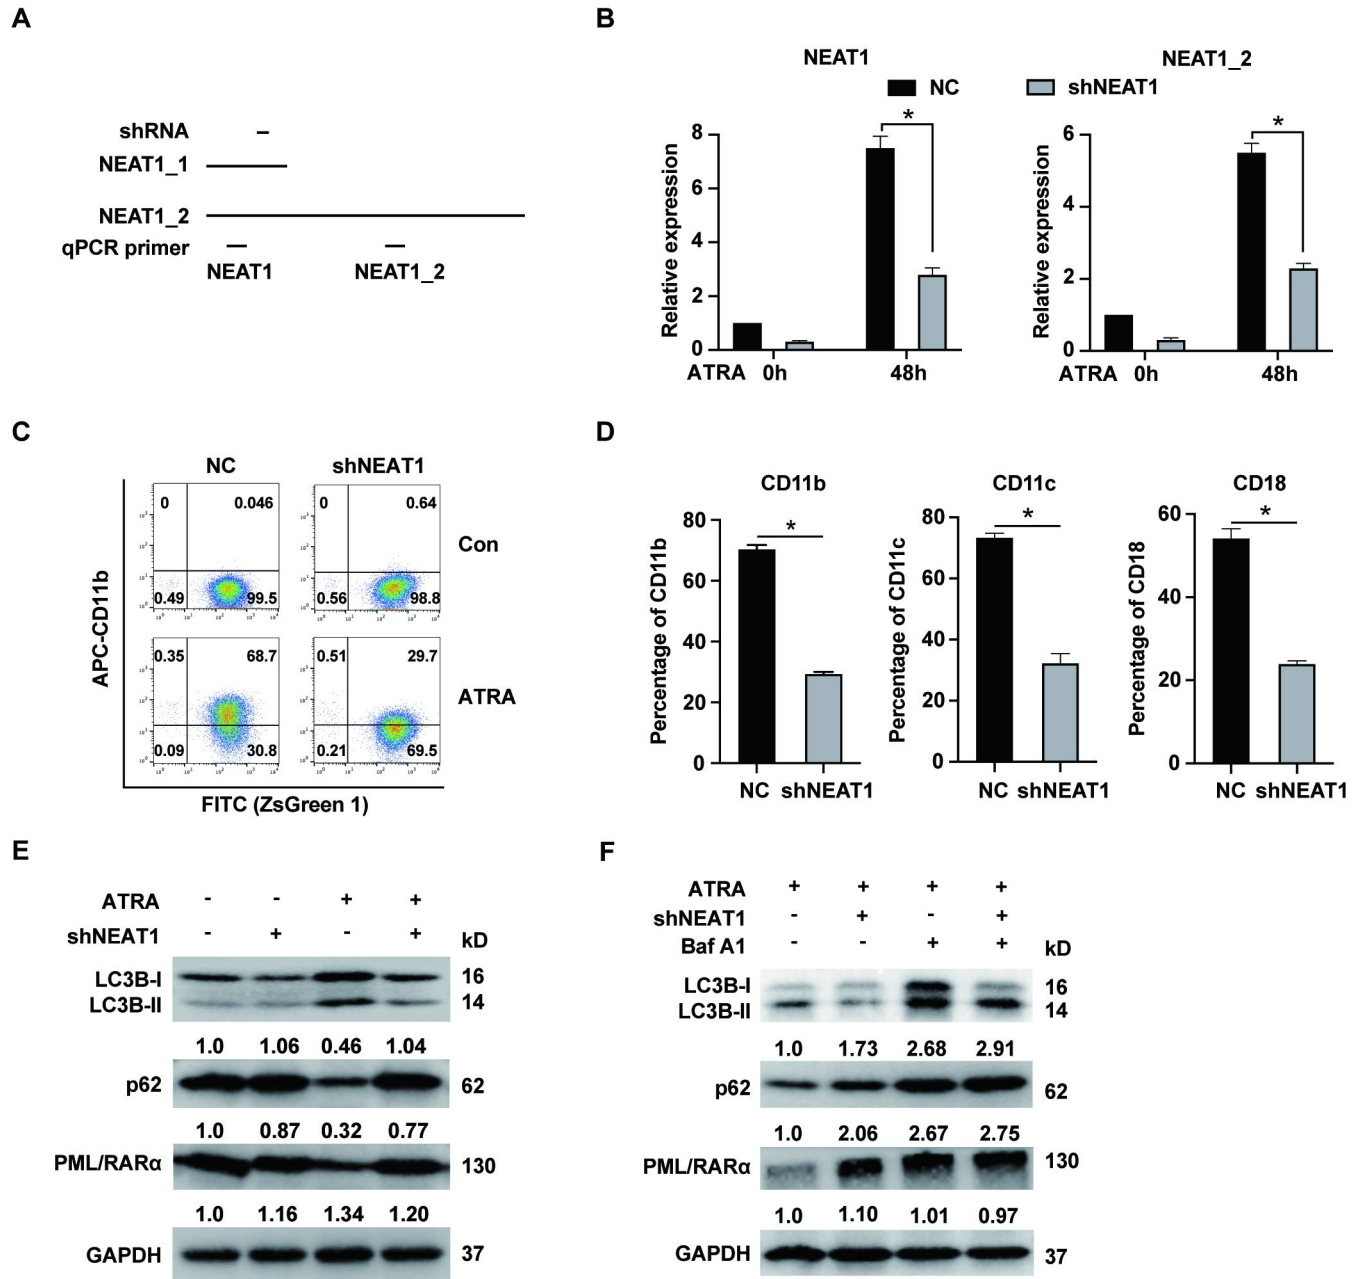 A
shRNA
NEAT1_1
NEAT1_2
qPCR primer
NEAT1 NEAT1_2
B
NEAT1 NEAT1_2
NC shNEAT1
Relative expression
8
6
4
2
0
ATRA 0h 48h
*
Relative expression
6
4
2
0
ATRA 0h 48h
*
C
NC shNEAT1
APC-CD11b
0 0.046
0.49 99.5
0 0.64
0.56 98.8
Con
0.35 68.7
0.09 30.8
0.51 29.7
0.21 69.5
ATRA
FITC (ZsGreen 1)
D
CD11b
Percentage of CD11b
80
60
40
20
0
*
NC shNEAT1
CD11c
Percentage of CD11c
80
60
40
20
0
*
NC shNEAT1
CD18
Percentage of CD18
60
40
20
0
*
NC shNEAT1
E
ATRA - - + +
shNEAT1 - + - + kD
LC3B-I 16
LC3B-II 14
1.0 1.06 0.46 1.04
p62 62
1.0 0.87 0.32 0.77
PML/RARα 130
1.0 1.16 1.34 1.20
GAPDH 37
F
ATRA + + + +
shNEAT1 - + - +
Baf A1 - - + + kD
LC3B-I 16
LC3B-II 14
1.0 1.73 2.68 2.91
p62 62
1.0 2.06 2.67 2.75
PML/RARα 130
1.0 1.10 1.01 0.97
GAPDH 37